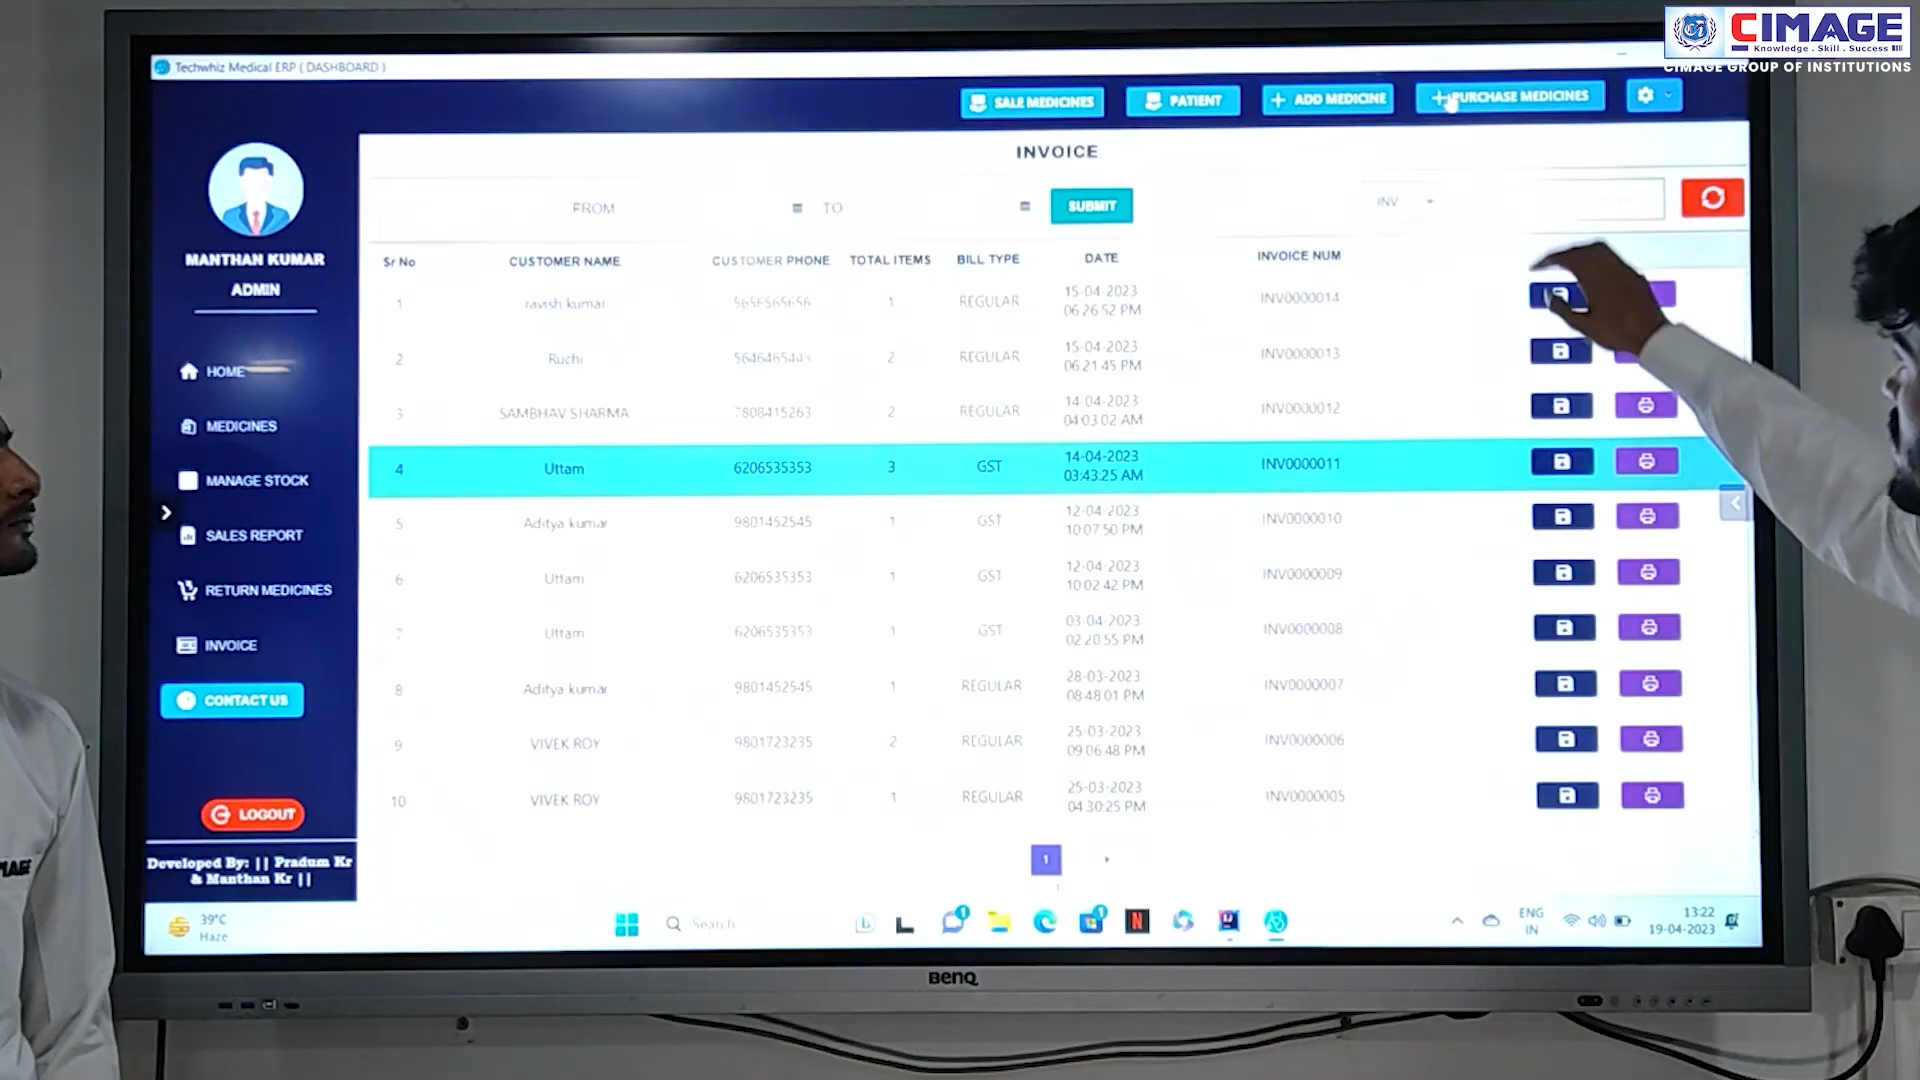 CIMAGE
Knowledge . Skill . Success
CIMAGE GROUP OF INSTITUTIONS
Techwhiz Medical ERP ( DASHBOARD )
SALE MEDICINES
PATIENT
ADD MEDICINE
PURCHASE MEDICINES
INVOICE
FROM
TO
SUBMIT
INV
MANTHAN KUMAR
ADMIN
HOME
MEDICINES
MANAGE STOCK
SALES REPORT
RETURN MEDICINES
INVOICE
CONTACT US
LOGOUT
Developed By: || Pradum Kr
& Manthan Kr ||
Sr No CUSTOMER NAME CUSTOMER PHONE TOTAL ITEMS BILL TYPE DATE INVOICE NUM
1 ravish kumar 5656565656 1 REGULAR 15-04-2023 06:26:52 PM INV0000014
2 Ruchi 2 REGULAR 15-04-2023 06:21:45 PM INV0000013
3 SAMBHAV SHARMA 7808415263 2 REGULAR 14-04-2023 04:03:02 AM INV0000012
4 Uttam 6206535353 3 GST 14-04-2023 03:43:25 AM INV0000011
5 Aditya kumar 9801452545 1 GST 12-04-2023 10:07:50 PM INV0000010
6 Uttam 6206535353 1 GST 12-04-2023 10:02:42 PM INV0000009
7 Uttam 6206535353 1 GST 03-04-2023 02:20:55 PM INV0000008
8 Aditya kumar 9801452545 1 REGULAR 28-03-2023 08:48:01 PM INV0000007
9 VIVEK ROY 9801723235 2 REGULAR 25-03-2023 09:06:48 PM INV0000006
10 VIVEK ROY 9801723235 1 REGULAR 25-03-2023 04:30:25 PM INV0000005
1
39°C
Haze
Search
ENG
IN
13:22
19-04-2023
BenQ